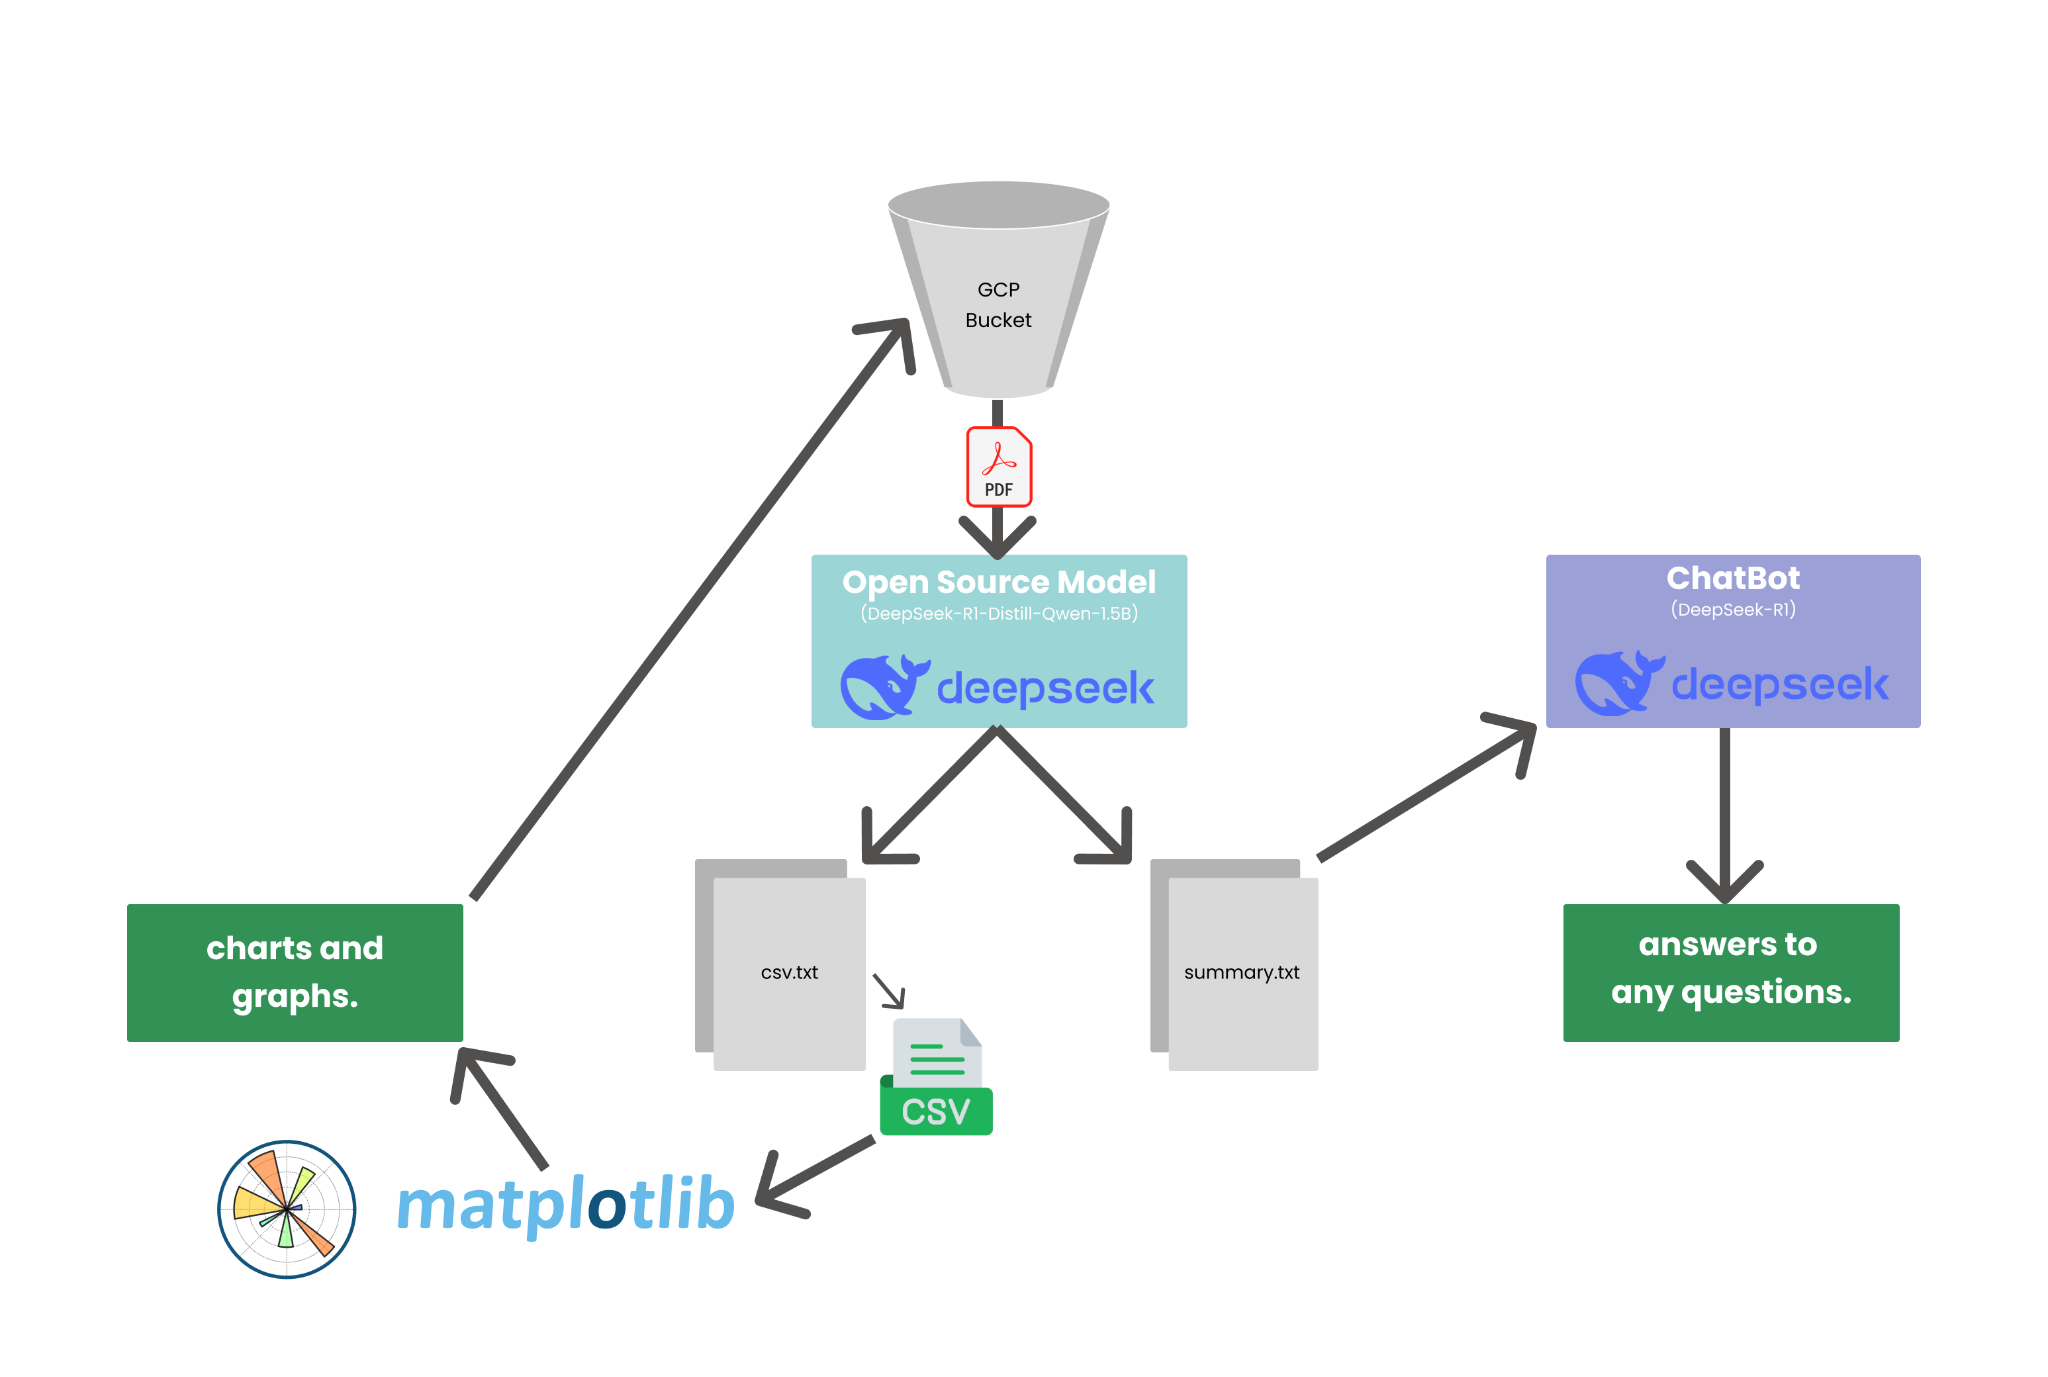 GCP
Bucket
PDF
Open Source Model
(DeepSeek-R1-Distill-Qwen-1.5B)
deepseek
ChatBot
(DeepSeek-R1)
deepseek
charts and
graphs.
csv.txt
summary.txt
answers to
any questions.
CSV
matplotlib